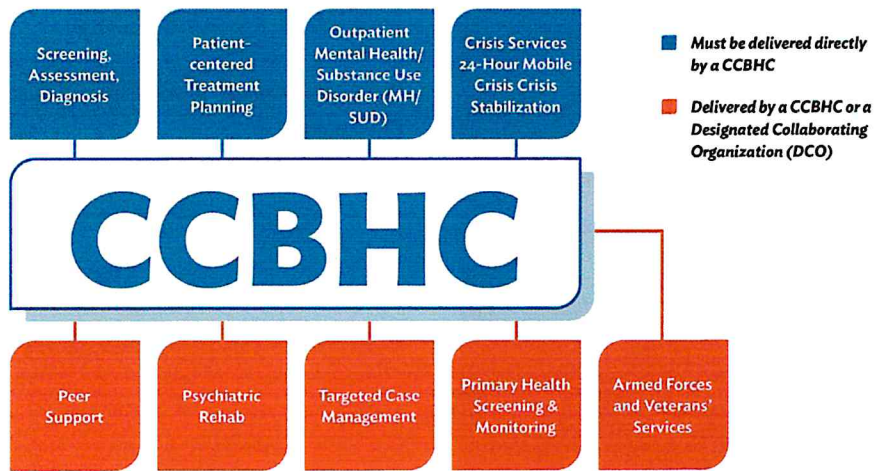 Screening,
Assessment,
Diagnosis
Patient-
centered
Treatment
Planning
Outpatient
Mental Health/
Substance Use
Disorder (MH/
SUD)
Crisis Services
24-Hour Mobile
Crisis Crisis
Stabilization
Must be delivered directly
by a CCBHC
Delivered by a CCBHC or a
Designated Collaborating
Organization (DCO)
CCBHC
Peer
Support
Psychiatric
Rehab
Targeted Case
Management
Primary Health
Screening &
Monitoring
Armed Forces
and Veterans'
Services